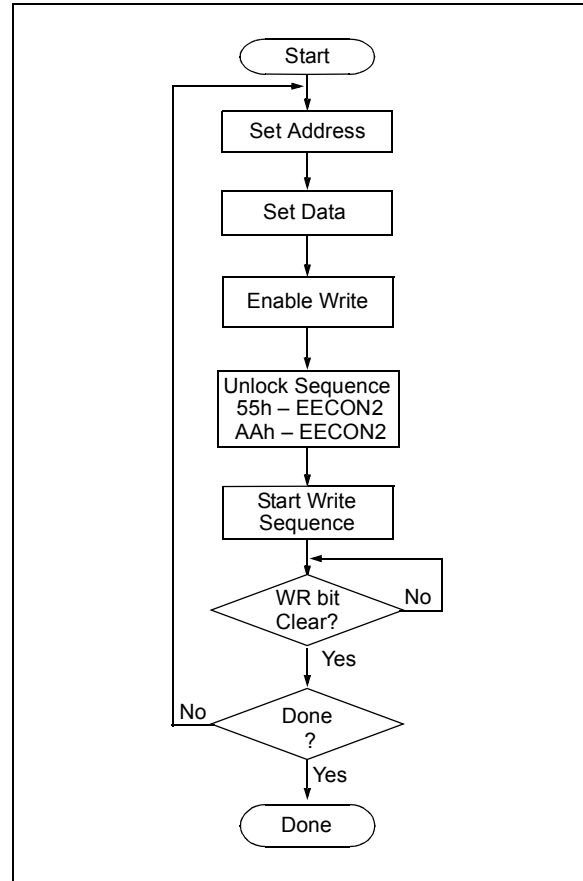 Start
Set Address
Set Data
Enable Write
Unlock Sequence
55h – EECON2
AAh – EECON2
Start Write
Sequence
WR bit
Clear?
No
Yes
Done
?
No
Yes
Done